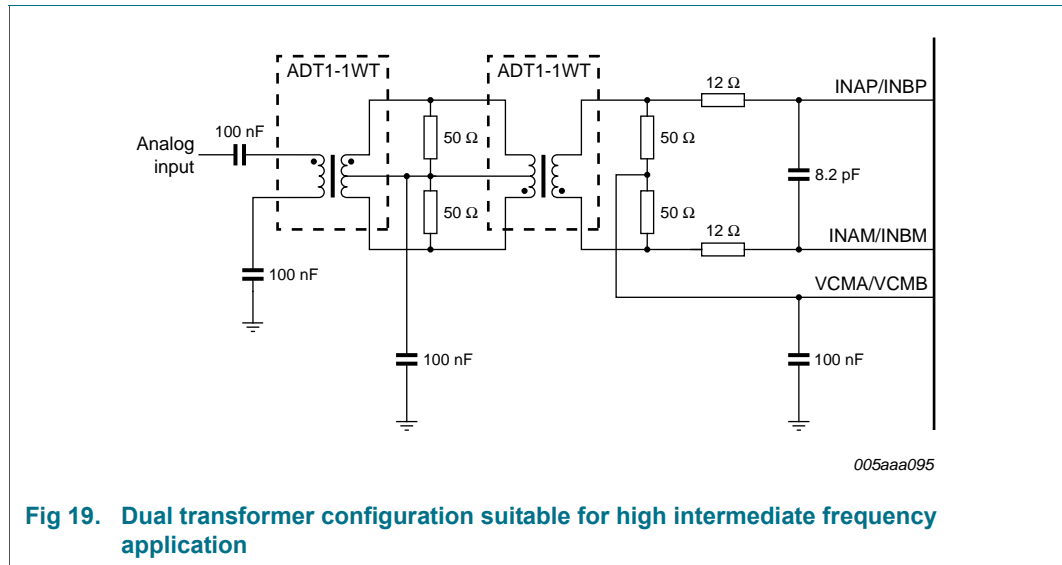 ADT1-1WT
ADT1-1WT
12 Ω
INAP/INBP
100 nF
Analog
input
50 Ω
50 Ω
8.2 pF
50 Ω
50 Ω
12 Ω
INAM/INBM
100 nF
VCMA/VCMB
100 nF
100 nF
005aaa095
Fig 19. Dual transformer configuration suitable for high intermediate frequency
application